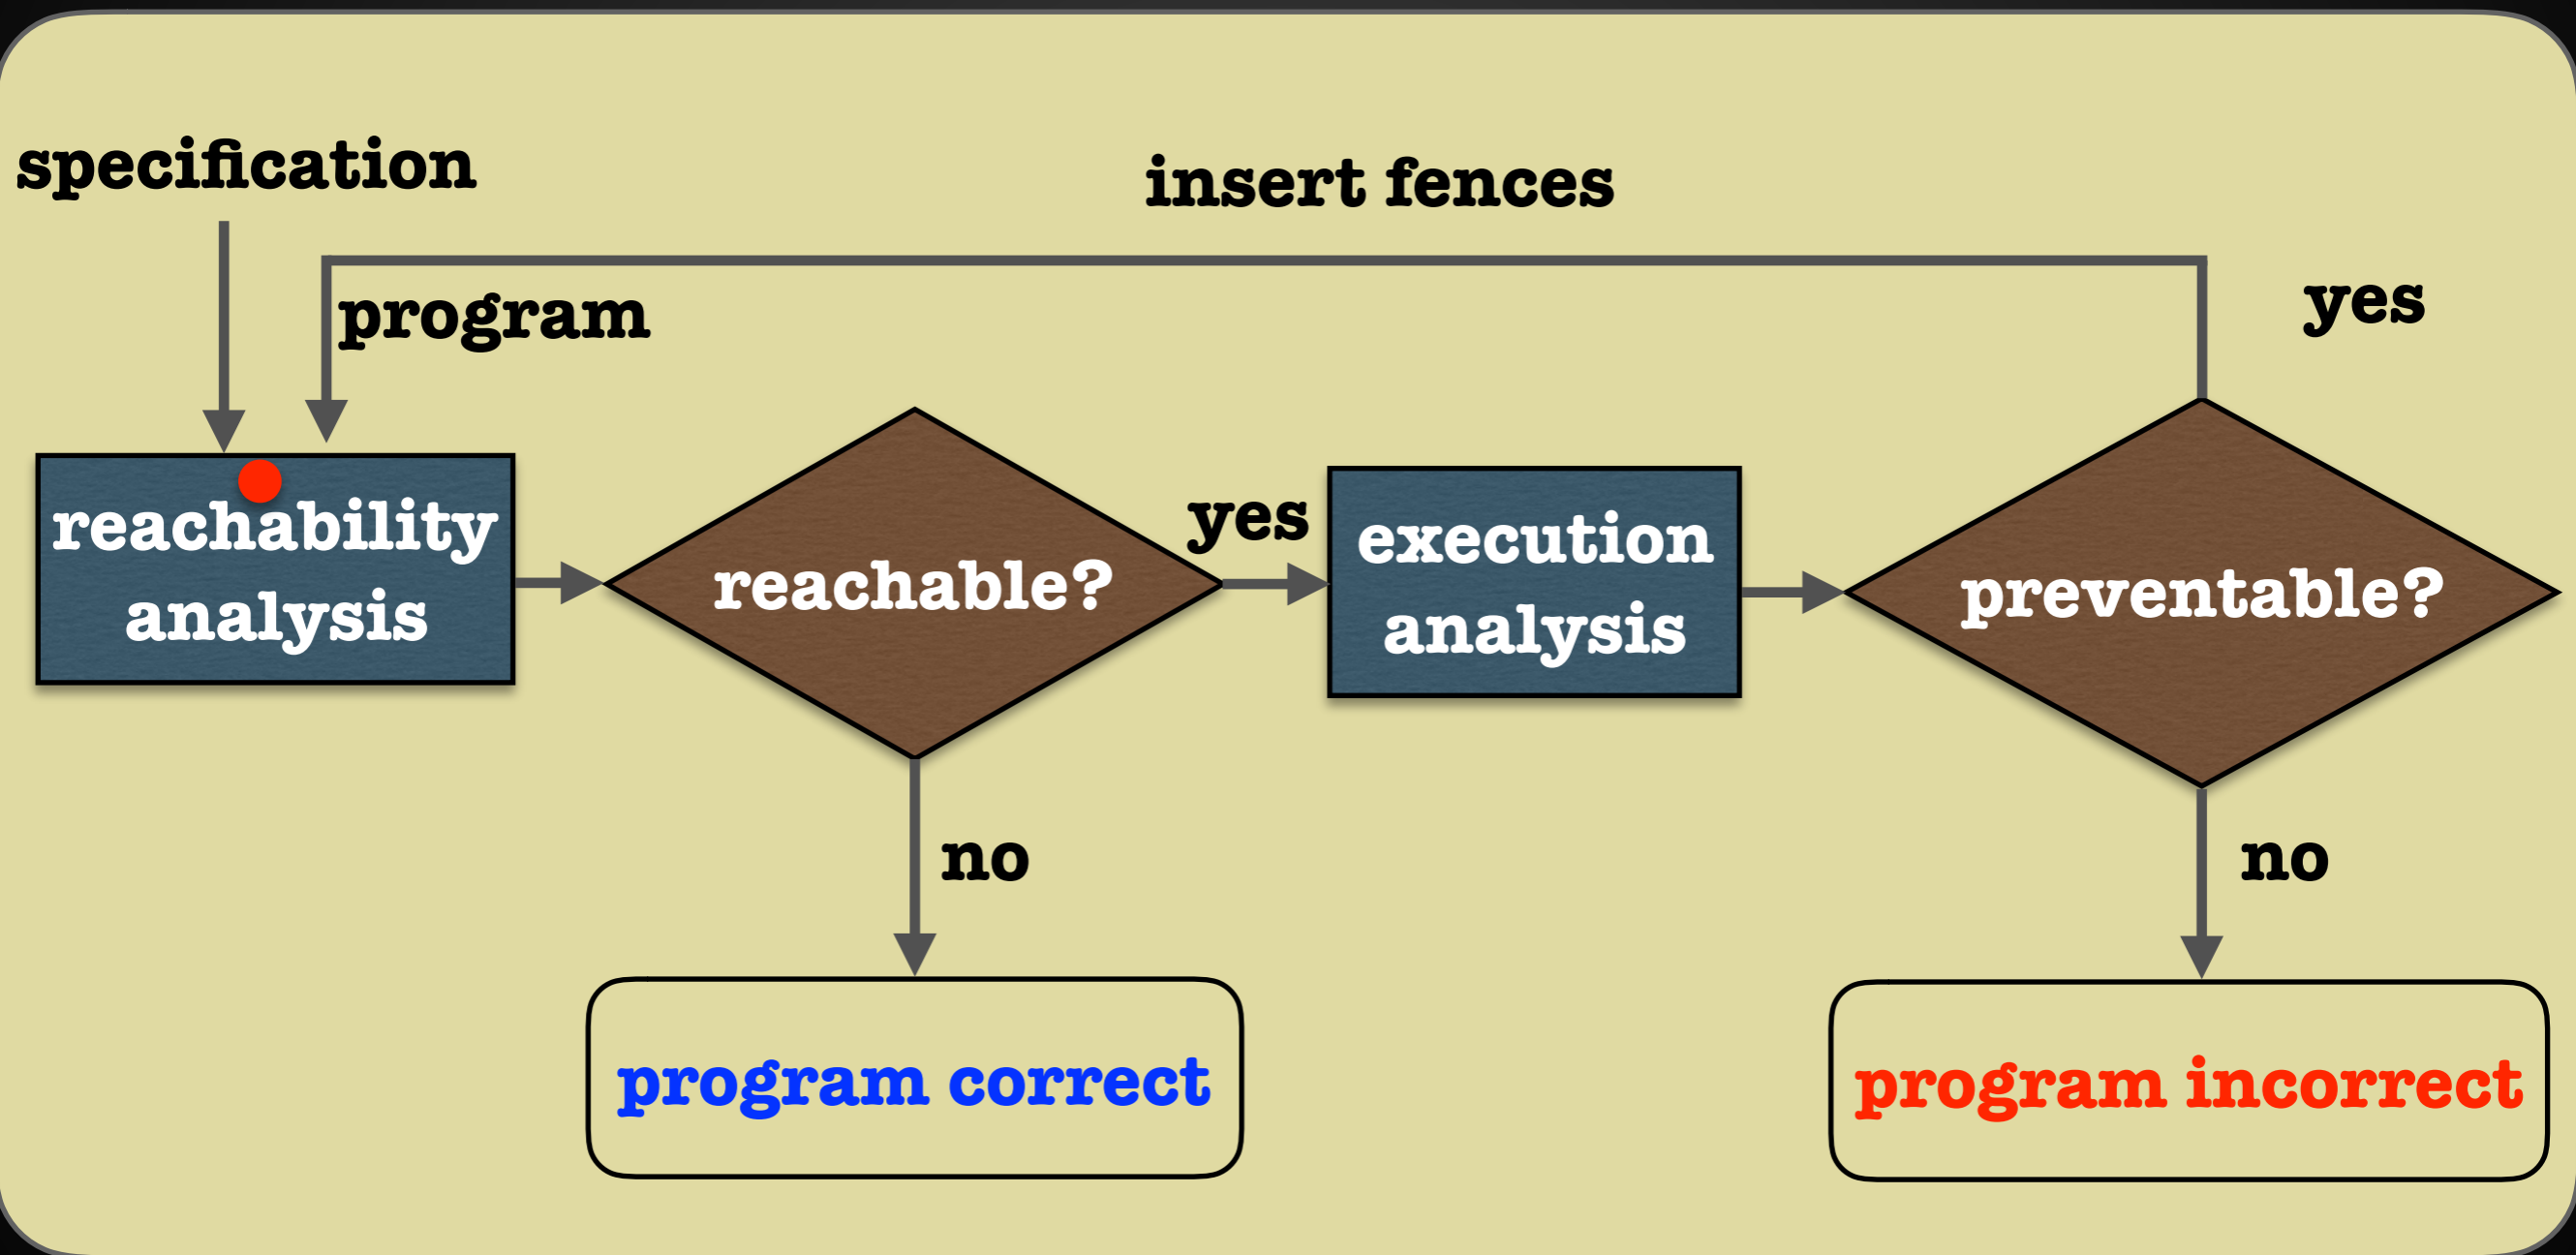 specification
insert fences
program
yes
reachability
analysis
reachable?
yes
execution
analysis
preventable?
no
no
program correct
program incorrect